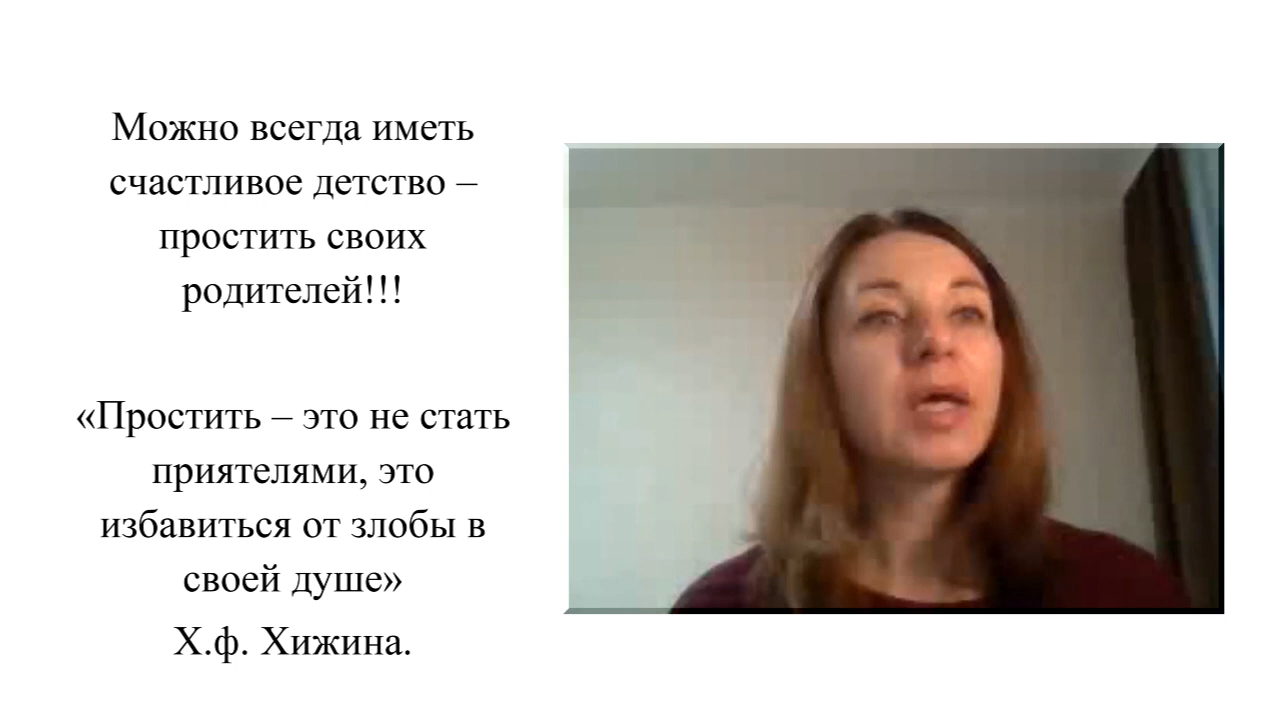 Можно всегда иметь
счастливое детство –
простить своих
родителей!!!
«Простить – это не стать
приятелями, это
избавиться от злобы в
своей душе»
Х.ф. Хижина.